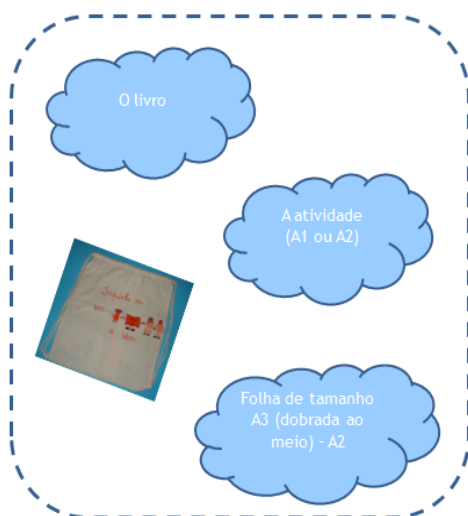 O livro
A atividade
(A1 ou A2)
Folha de tamanho
A3 (dobrada ao
meio) - A2